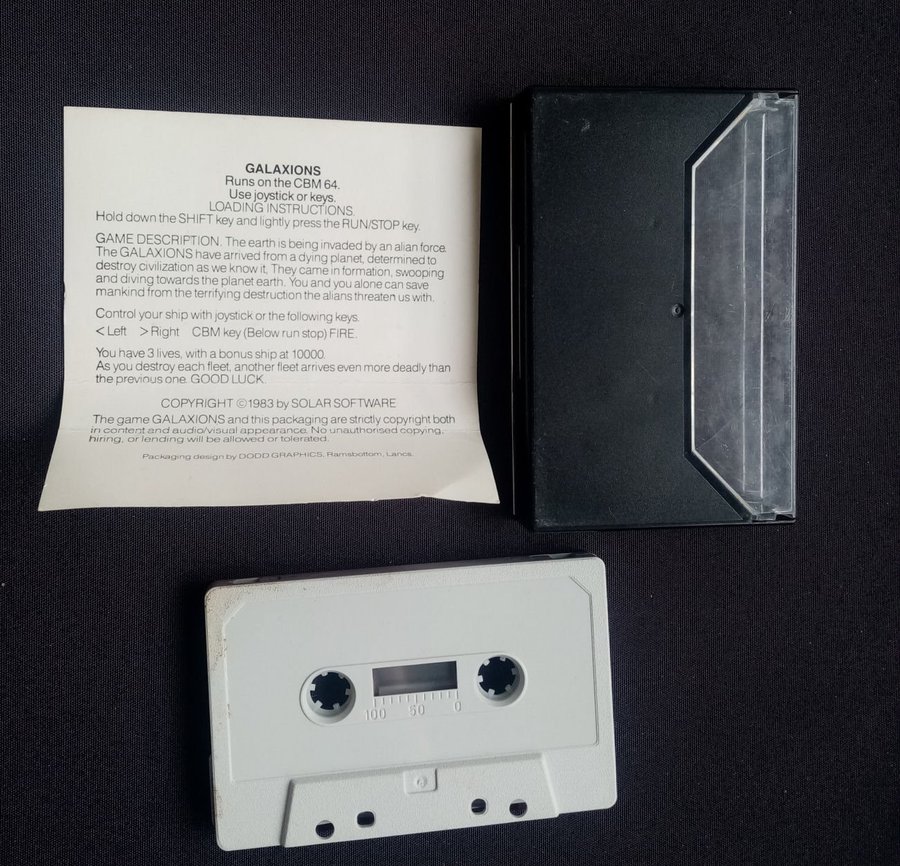 GALAXIONS
Runs on the CBM 64.
Use joystick or keys.
LOADING INSTRUCTIONS.
Hold down the SHIFT key and lightly press the RUN/STOP key.
GAME DESCRIPTION. The earth is being invaded by an alian force.
The GALAXIONS have arrived from a dying planet, determined to
destroy civilization as we know it, They came in formation, swooping
and diving towards the planet earth. You and you alone can save
mankind from the terrifying destruction the alians threaten us with.
Control your ship with joystick or the following keys.
< Left > Right CBM key (Below run stop) FIRE.
You have 3 lives, with a bonus ship at 10000.
As you destroy each fleet, another fleet arrives even more deadly than
the previous one. GOOD LUCK.
COPYRIGHT ©1983 by SOLAR SOFTWARE
The game GALAXIONS and this packaging are strictly copyright both
in content and audio/visual appearance. No unauthorised copying,
hiring, or lending will be allowed or tolerated.
Packaging design by DODD GRAPHICS, Ramsbottom, Lancs.
100 50 0